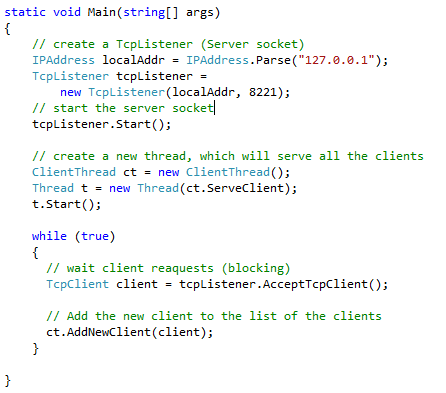 static void Main(string[] args)
{
// create a TcpListener (Server socket)
IPAddress localAddr = IPAddress.Parse("127.0.0.1");
TcpListener tcpListener =
new TcpListener(localAddr, 8221);
// start the server socket
tcpListener.Start();
// create a new thread, which will serve all the clients
ClientThread ct = new ClientThread();
Thread t = new Thread(ct.ServeClient);
t.Start();
while (true)
{
// wait client reaquests (blocking)
TcpClient client = tcpListener.AcceptTcpClient();
// Add the new client to the list of the clients
ct.AddNewClient(client);
}
}